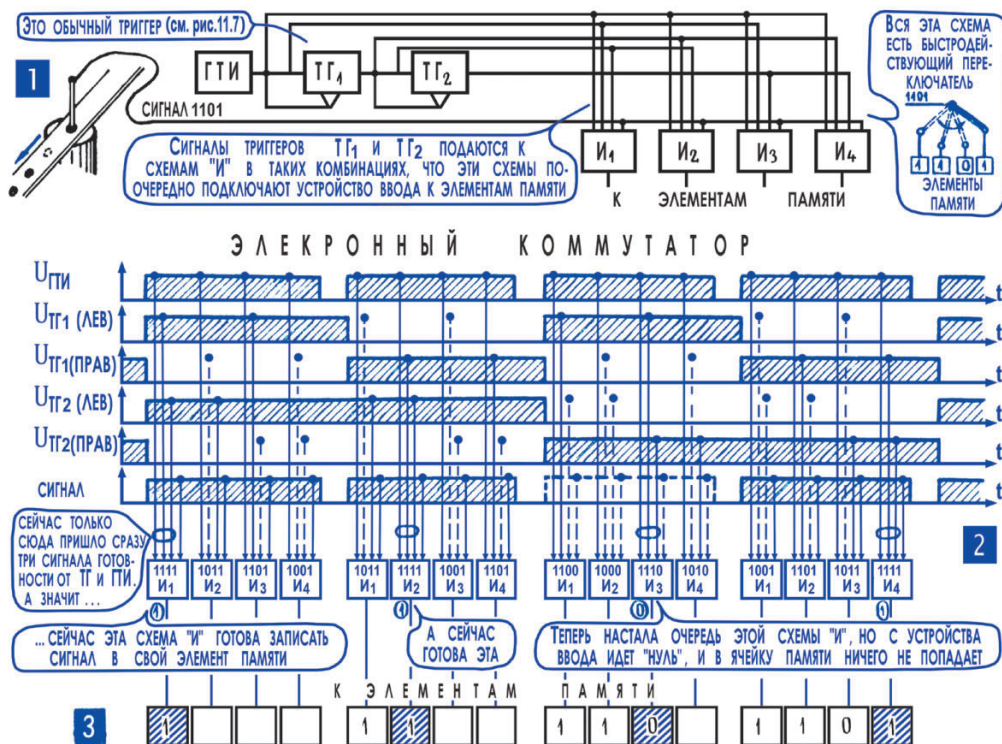 Это обычный триггер (см. рис.11.7)
1
ГТИ
ТГ1
ТГ2
СИГНАЛ 1101
Сигналы триггеров ТГ1 и ТГ2 подаются к
схемам "И" в таких комбинациях, что эти схемы по-
очередно подключают устройство ввода к элементам памяти
И1
И2
И3
И4
К ЭЛЕМЕНТАМ ПАМЯТИ
Вся эта схема
есть быстродей-
ствующий пере-
ключатель
1101
1 1 0 1
ЭЛЕМЕНТЫ
ПАМЯТИ
ЭЛЕКРОННЫЙ КОММУТАТОР
UГТИ
t
UТГ1 (ЛЕВ)
t
UТГ1(ПРАВ)
t
UТГ2 (ЛЕВ)
t
UТГ2(ПРАВ)
t
СИГНАЛ
t
2
Сейчас только
сюда пришло сразу
три сигнала готов-
ности от ТГ и ГТИ.
А значит ...
1111 1011 1101 1001 1011 1111 1001 1101 1100 1000 1110 1010 1001 1101 1011 1111
И1 И2 И3 И4 И1 И2 И3 И4 И1 И2 И3 И4 И1 И2 И3 И4
1 1 0 1
... сейчас эта схема "И" готова записать
сигнал в свой элемент памяти
А сейчас
готова эта
Теперь настала очередь этой схемы "И", но с устройства
ввода идет "нуль", и в ячейку памяти ничего не попадает
К ЭЛЕМЕНТАМ ПАМЯТИ
3
1 1 1 1 1 0 1 1 0 1